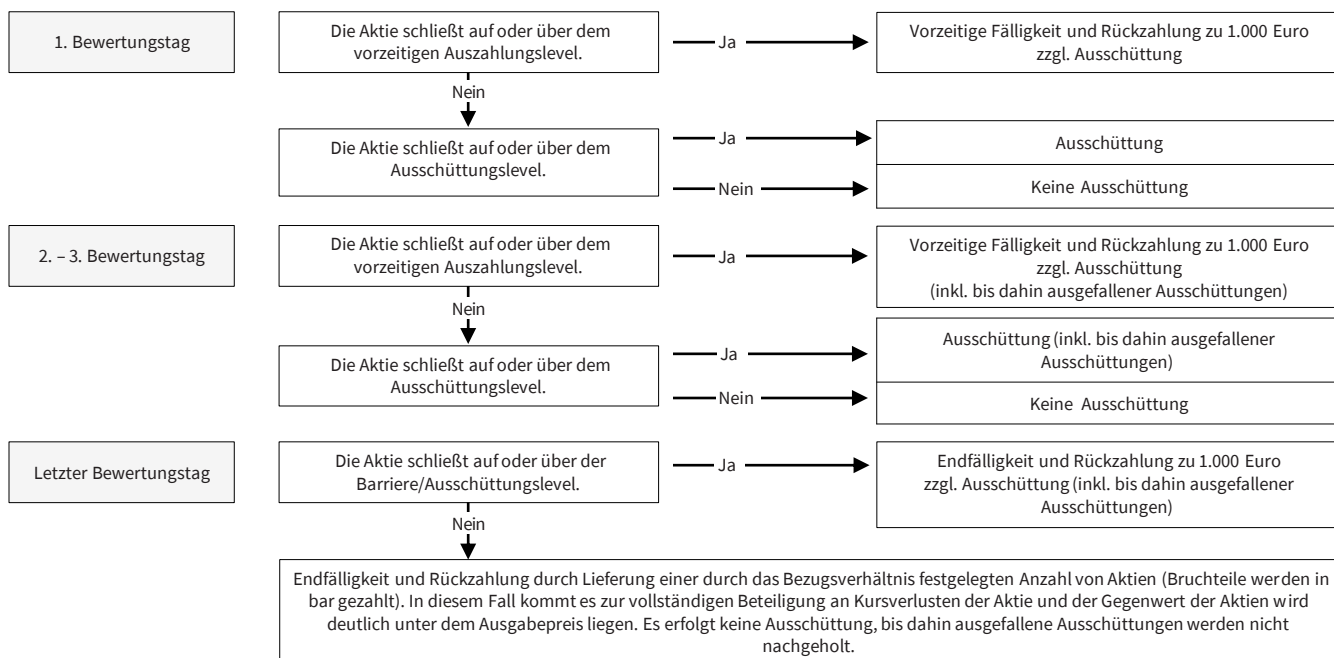 1. Bewertungstag
Die Aktie schließt auf oder über dem
vorzeitigen Auszahlungslevel.
Ja
Vorzeitige Fälligkeit und Rückzahlung zu 1.000 Euro
zzgl. Ausschüttung
Nein
Die Aktie schließt auf oder über dem
Ausschüttungslevel.
Ja
Ausschüttung
Nein
Keine Ausschüttung
2. – 3. Bewertungstag
Die Aktie schließt auf oder über dem
vorzeitigen Auszahlungslevel.
Ja
Vorzeitige Fälligkeit und Rückzahlung zu 1.000 Euro
zzgl. Ausschüttung
(inkl. bis dahin ausgefallener Ausschüttungen)
Nein
Die Aktie schließt auf oder über dem
Ausschüttungslevel.
Ja
Ausschüttung (inkl. bis dahin ausgefallener
Ausschüttungen)
Nein
Keine Ausschüttung
Letzter Bewertungstag
Die Aktie schließt auf oder über der
Barriere/Ausschüttungslevel.
Ja
Endfälligkeit und Rückzahlung zu 1.000 Euro
zzgl. Ausschüttung (inkl. bis dahin ausgefallener
Ausschüttungen)
Nein
Endfälligkeit und Rückzahlung durch Lieferung einer durch das Bezugsverhältnis festgelegten Anzahl von Aktien (Bruchteile werden in
bar gezahlt). In diesem Fall kommt es zur vollständigen Beteiligung an Kursverlusten der Aktie und der Gegenwert der Aktien wird
deutlich unter dem Ausgabepreis liegen. Es erfolgt keine Ausschüttung, bis dahin ausgefallene Ausschüttungen werden nicht
nachgeholt.